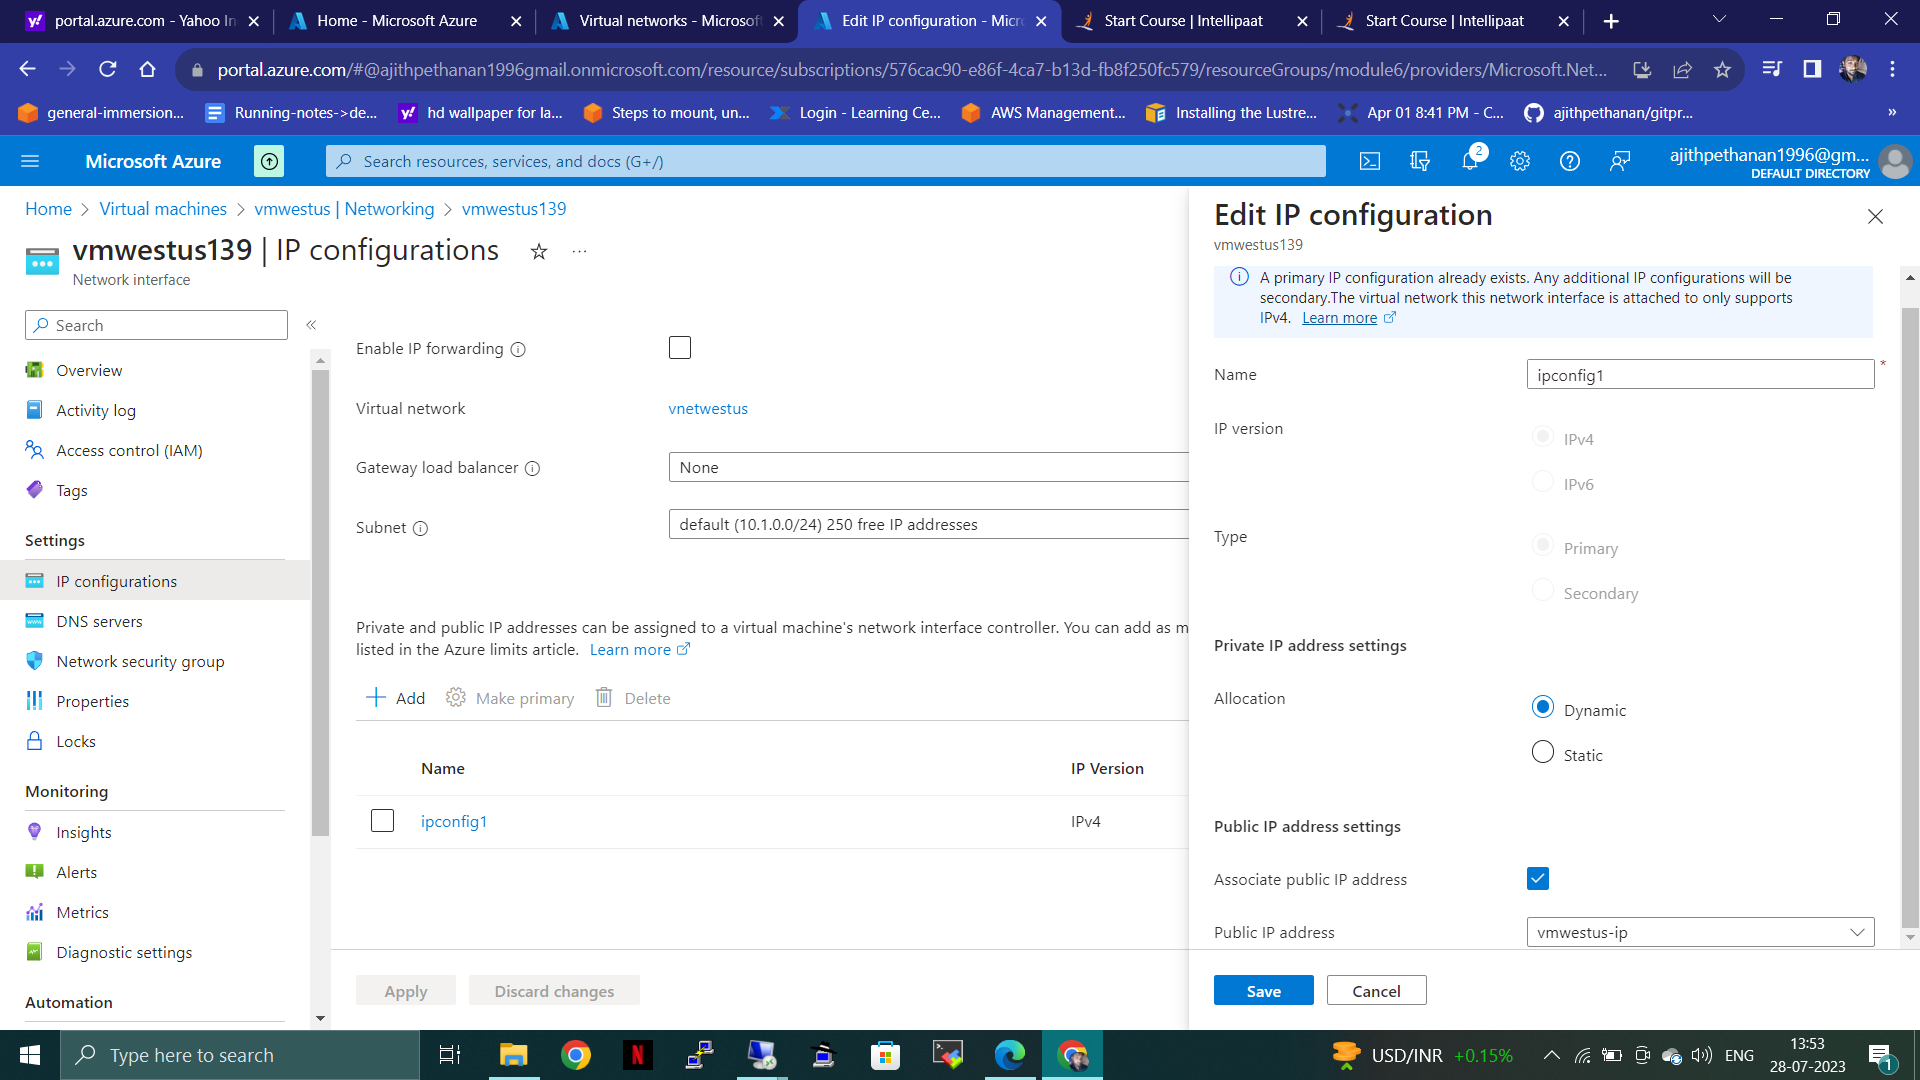 portal.azure.com - Yahoo In
Home - Microsoft Azure
Virtual networks - Microsoft
Edit IP configuration - Micro
Start Course | Intellipaat
Start Course | Intellipaat
portal.azure.com/#@ajithpethanan1996gmail.onmicrosoft.com/resource/subscriptions/576cac90-e86f-4ca7-b13d-fb8f250fc579/resourceGroups/module6/providers/Microsoft.Net...
general-immersion...
Running-notes->de...
hd wallpaper for la...
Steps to mount, un...
Login - Learning Ce...
AWS Management...
Installing the Lustre...
Apr 01 8:41 PM - C...
ajithpethanan/gitpr...
»
Microsoft Azure
Search resources, services, and docs (G+/)
2
ajithpethanan1996@gm...
DEFAULT DIRECTORY
Home > Virtual machines > vmwestus | Networking > vmwestus139
vmwestus139 | IP configurations
Network interface
Search
Overview
Activity log
Access control (IAM)
Tags
Settings
IP configurations
DNS servers
Network security group
Properties
Locks
Monitoring
Insights
Alerts
Metrics
Diagnostic settings
Automation
Enable IP forwarding
Virtual network
vnetwestus
Gateway load balancer
None
Subnet
default (10.1.0.0/24) 250 free IP addresses
Private and public IP addresses can be assigned to a virtual machine's network interface controller. You can add as m
listed in the Azure limits article. Learn more
Add
Make primary
Delete
Name
IP Version
ipconfig1
IPv4
Apply
Discard changes
Edit IP configuration
vmwestus139
A primary IP configuration already exists. Any additional IP configurations will be
secondary.The virtual network this network interface is attached to only supports
IPv4. Learn more
Name
ipconfig1 *
IP version
IPv4
IPv6
Type
Primary
Secondary
Private IP address settings
Allocation
Dynamic
Static
Public IP address settings
Associate public IP address
Public IP address
vmwestus-ip
Save
Cancel
Type here to search
USD/INR +0.15%
ENG
13:53
28-07-2023
1